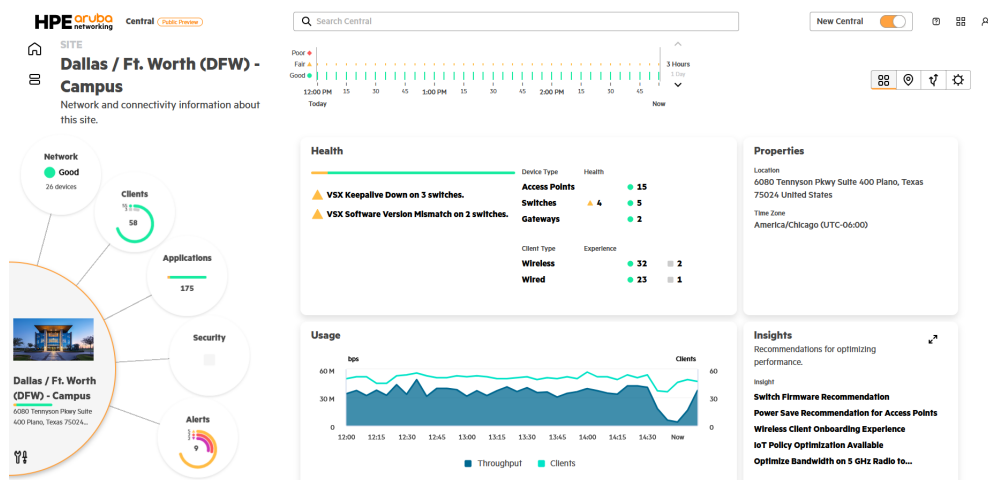 HPE aruba networking
Central
Public Preview
Search Central
New Central
SITE
Dallas / Ft. Worth (DFW) -
Campus
Network and connectivity information about
this site.
Poor
Fair
Good
12:00 PM 15 30 45 1:00 PM 15 30 45 2:00 PM 15 30 45
Today
Now
3 Hours
1 Day
Network
Good
26 devices
Clients
58
Applications
175
Security
Dallas / Ft. Worth
(DFW) - Campus
6080 Tennyson Pkwy Suite
400 Plano, Texas 75024...
Alerts
9
Health
VSX Keepalive Down on 3 switches.
VSX Software Version Mismatch on 2 switches.
Device Type Health
Access Points 15
Switches 4 5
Gateways 2
Client Type Experience
Wireless 32 2
Wired 23 1
Properties
Location
6080 Tennyson Pkwy Suite 400 Plano, Texas
75024 United States
Time Zone
America/Chicago (UTC-06:00)
Usage
bps Clients
60 M 60
30 M 30
0 0
12:00 12:15 12:30 12:45 13:00 13:15 13:30 13:45 14:00 14:15 14:30 Now
Throughput Clients
Insights
Recommendations for optimizing
performance.
Insight
Switch Firmware Recommendation
Power Save Recommendation for Access Points
Wireless Client Onboarding Experience
IoT Policy Optimization Available
Optimize Bandwidth on 5 GHz Radio to...